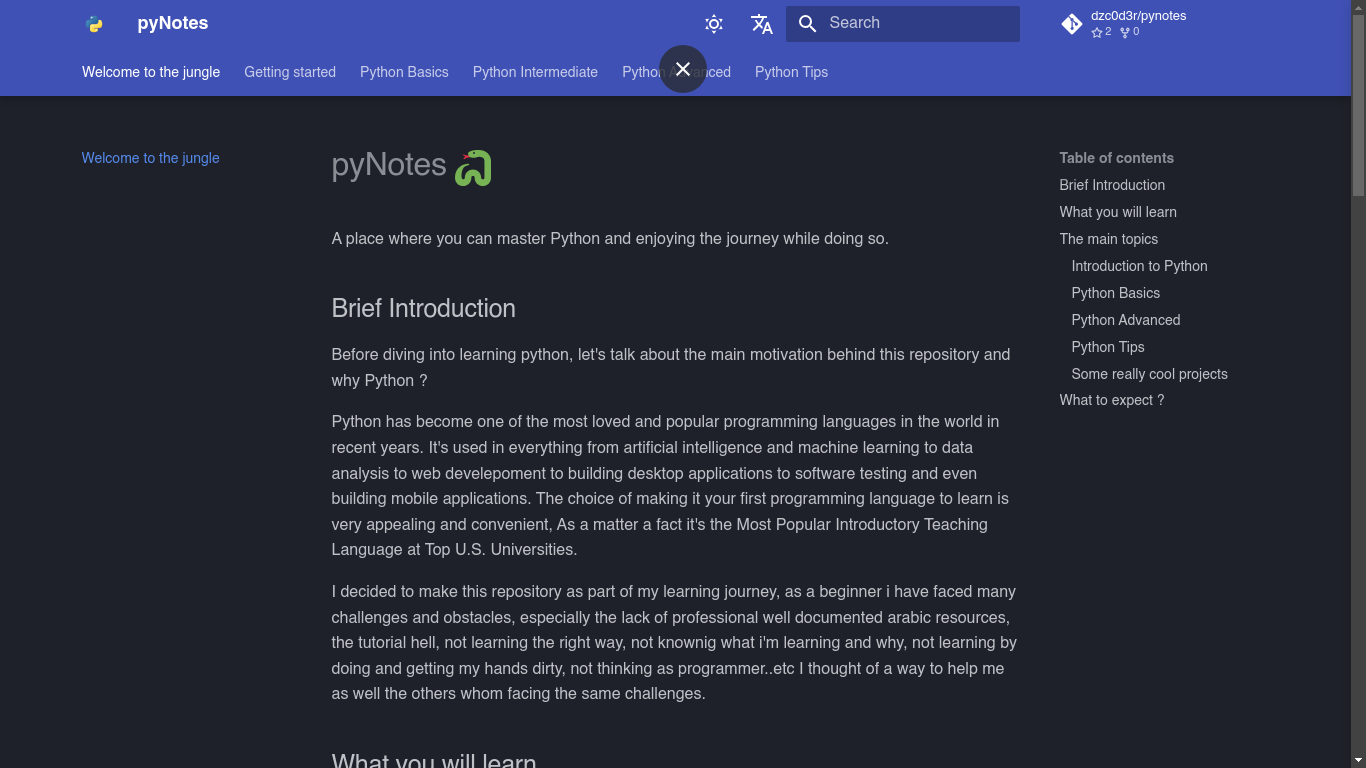 pyNotes
Search
dzc0d3r/pynotes
2 0
Welcome to the jungle Getting started Python Basics Python Intermediate Python Advanced Python Tips
Welcome to the jungle
pyNotes
A place where you can master Python and enjoying the journey while doing so.
Brief Introduction
Before diving into learning python, let's talk about the main motivation behind this repository and
why Python ?
Python has become one of the most loved and popular programming languages in the world in
recent years. It's used in everything from artificial intelligence and machine learning to data
analysis to web develepoment to building desktop applications to software testing and even
building mobile applications. The choice of making it your first programming language to learn is
very appealing and convenient, As a matter a fact it's the Most Popular Introductory Teaching
Language at Top U.S. Universities.
I decided to make this repository as part of my learning journey, as a beginner i have faced many
challenges and obstacles, especially the lack of professional well documented arabic resources,
the tutorial hell, not learning the right way, not knownig what i'm learning and why, not learning by
doing and getting my hands dirty, not thinking as programmer..etc I thought of a way to help me
as well the others whom facing the same challenges.
What you will learn
Table of contents
Brief Introduction
What you will learn
The main topics
Introduction to Python
Python Basics
Python Advanced
Python Tips
Some really cool projects
What to expect ?